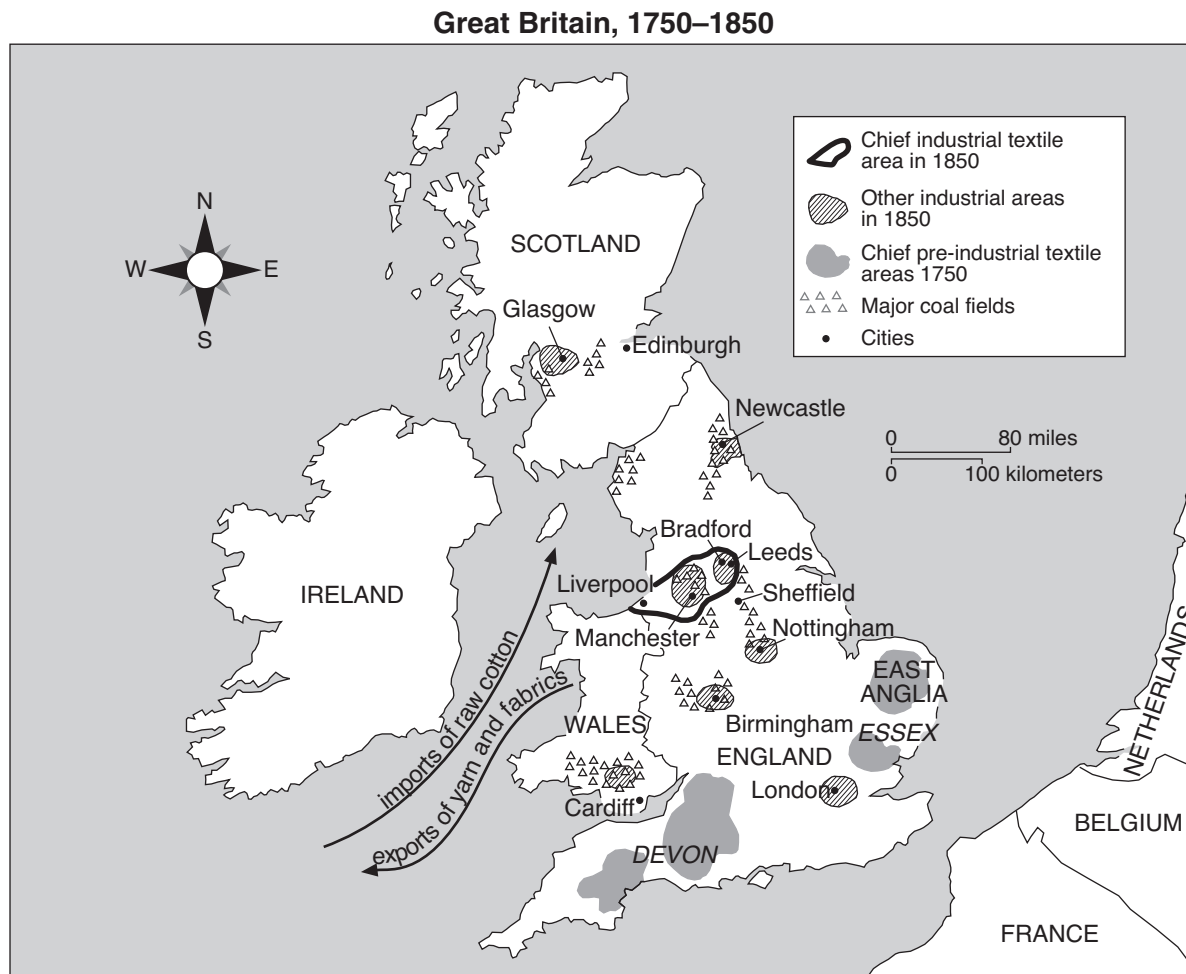 Great Britain, 1750–1850
Chief industrial textile
area in 1850
Other industrial areas
in 1850
Chief pre-industrial textile
areas 1750
Major coal fields
Cities
N
W
E
S
SCOTLAND
Glasgow
Edinburgh
Newcastle
0
80 miles
0
100 kilometers
Bradford
Leeds
IRELAND
Liverpool
Sheffield
Manchester
Nottingham
EAST
ANGLIA
imports of raw cotton
exports of yarn and fabrics
WALES
Birmingham
ESSEX
ENGLAND
London
Cardiff
DEVON
NETHERLANDS
BELGIUM
FRANCE